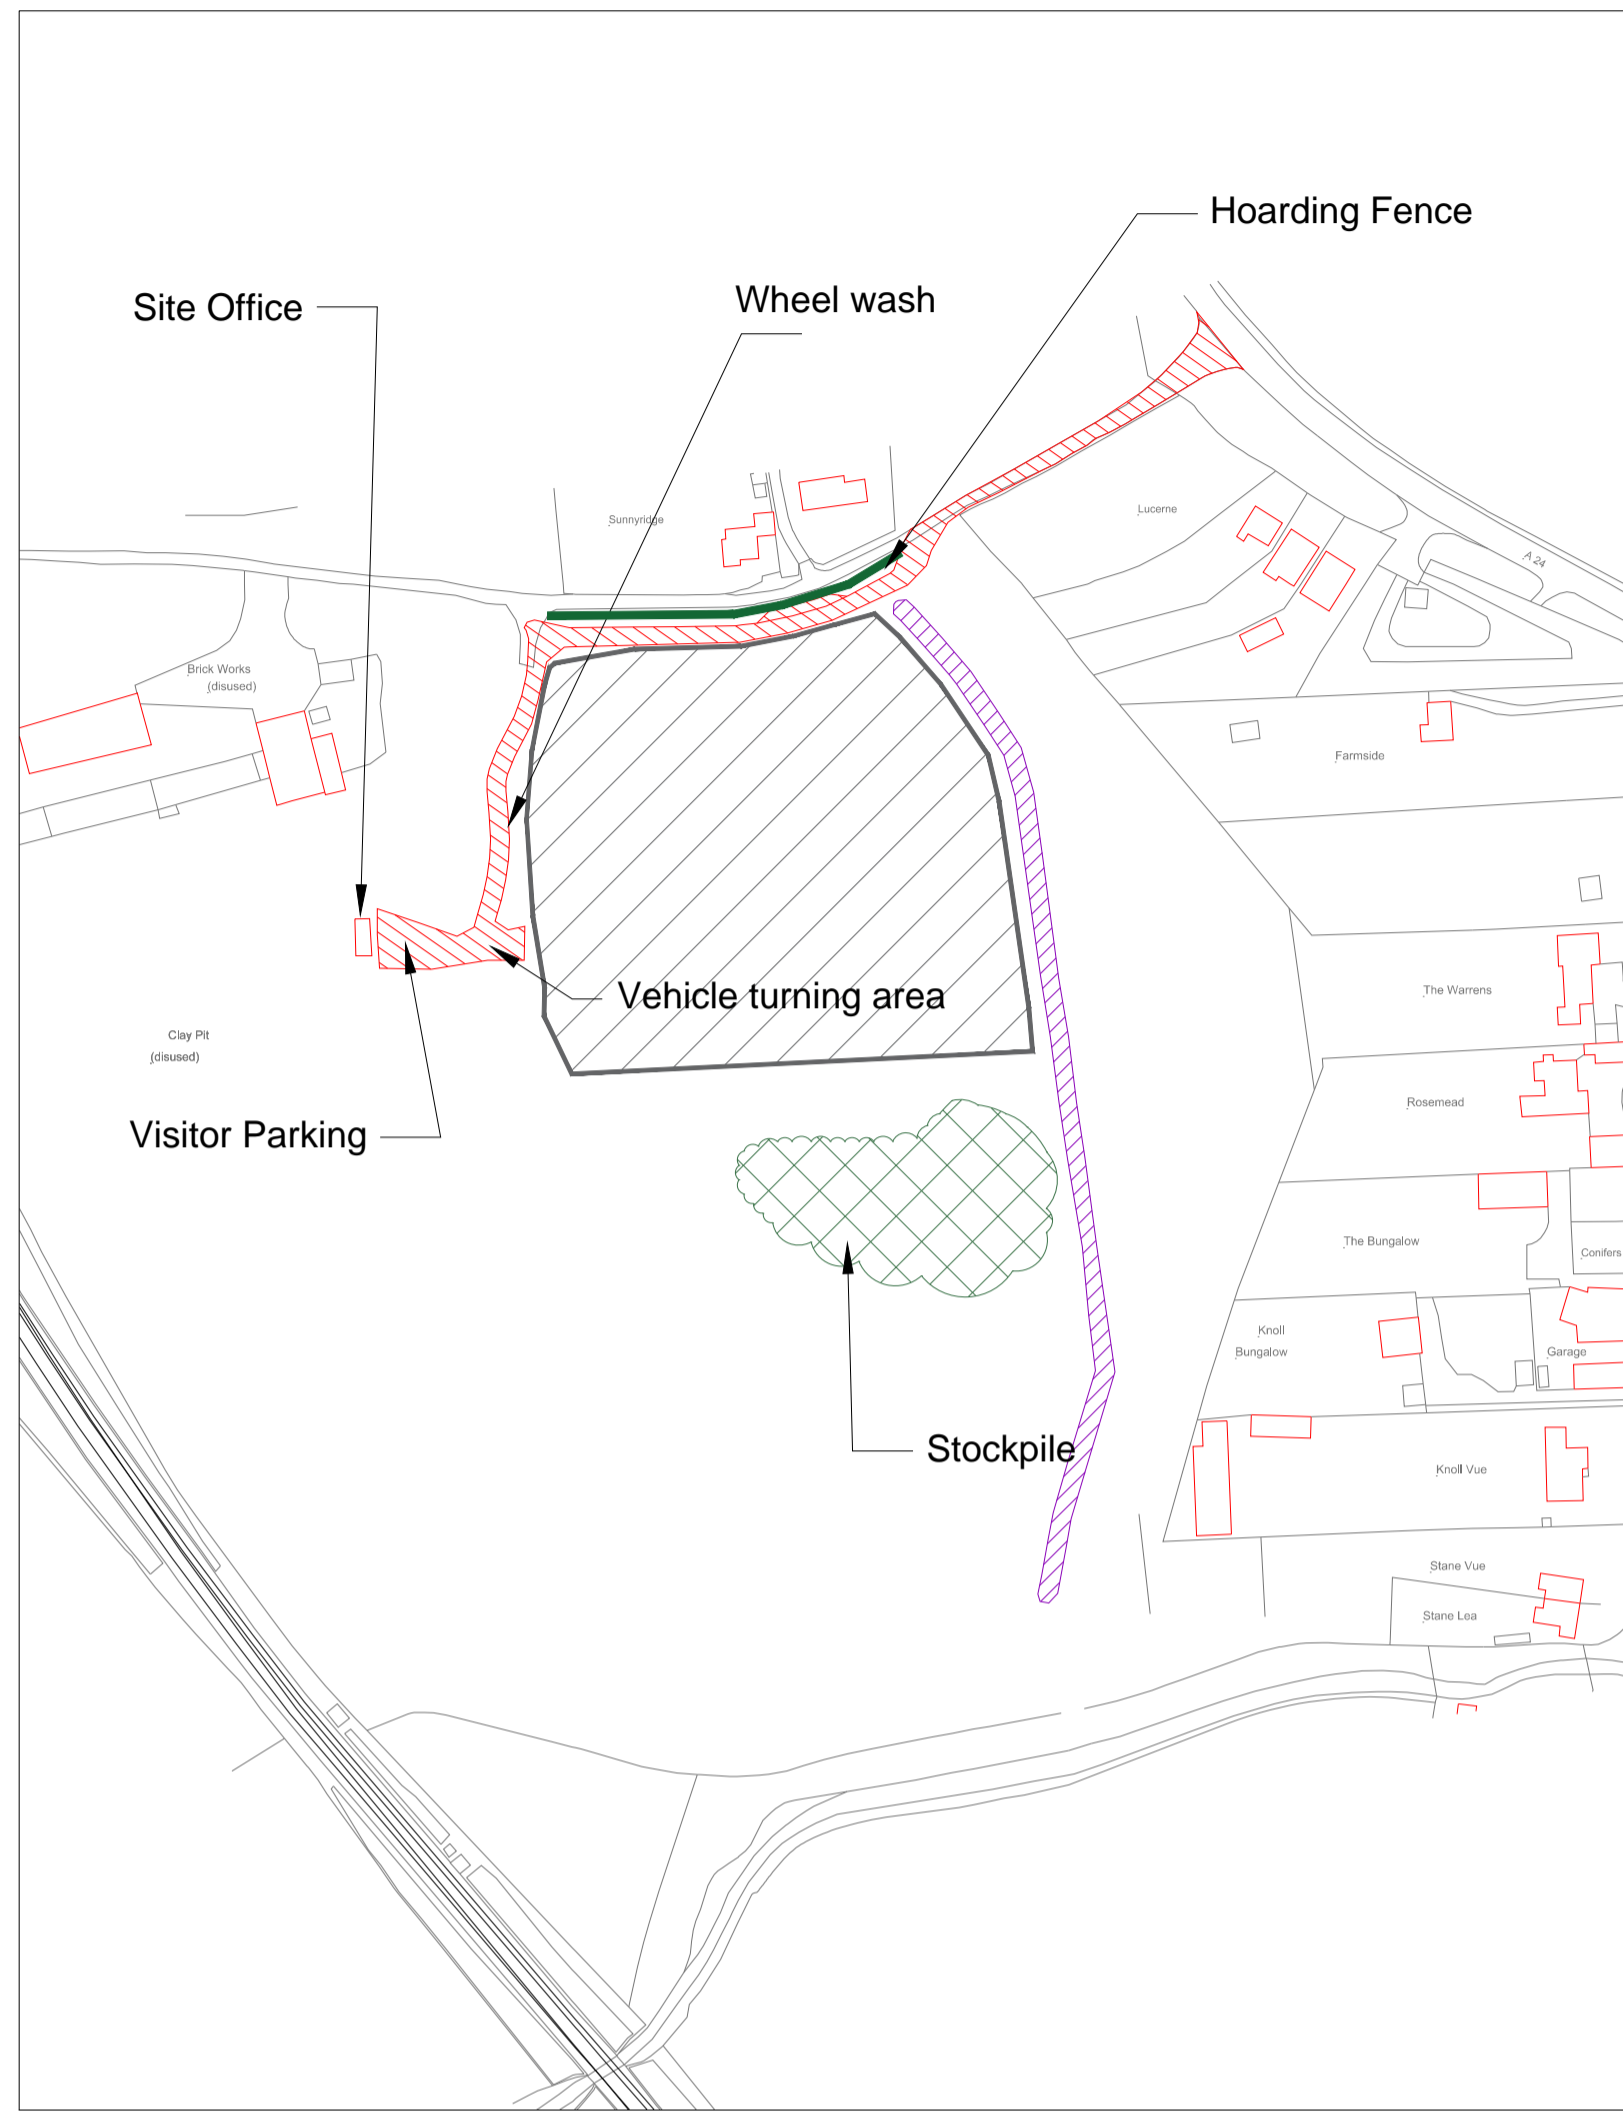 Hoarding Fence
Wheel wash
Site Office
Sunnyridge
Lucerne
A 24
Brick Works
(disused)
Farmside
Vehicle turning area
The Warrens
Clay Pit
(disused)
Rosemead
Visitor Parking
The Bungalow
Conifers
Knoll
Bungalow
Garage
Stockpile
Knoll Vue
Stane Vue
Stane Lea